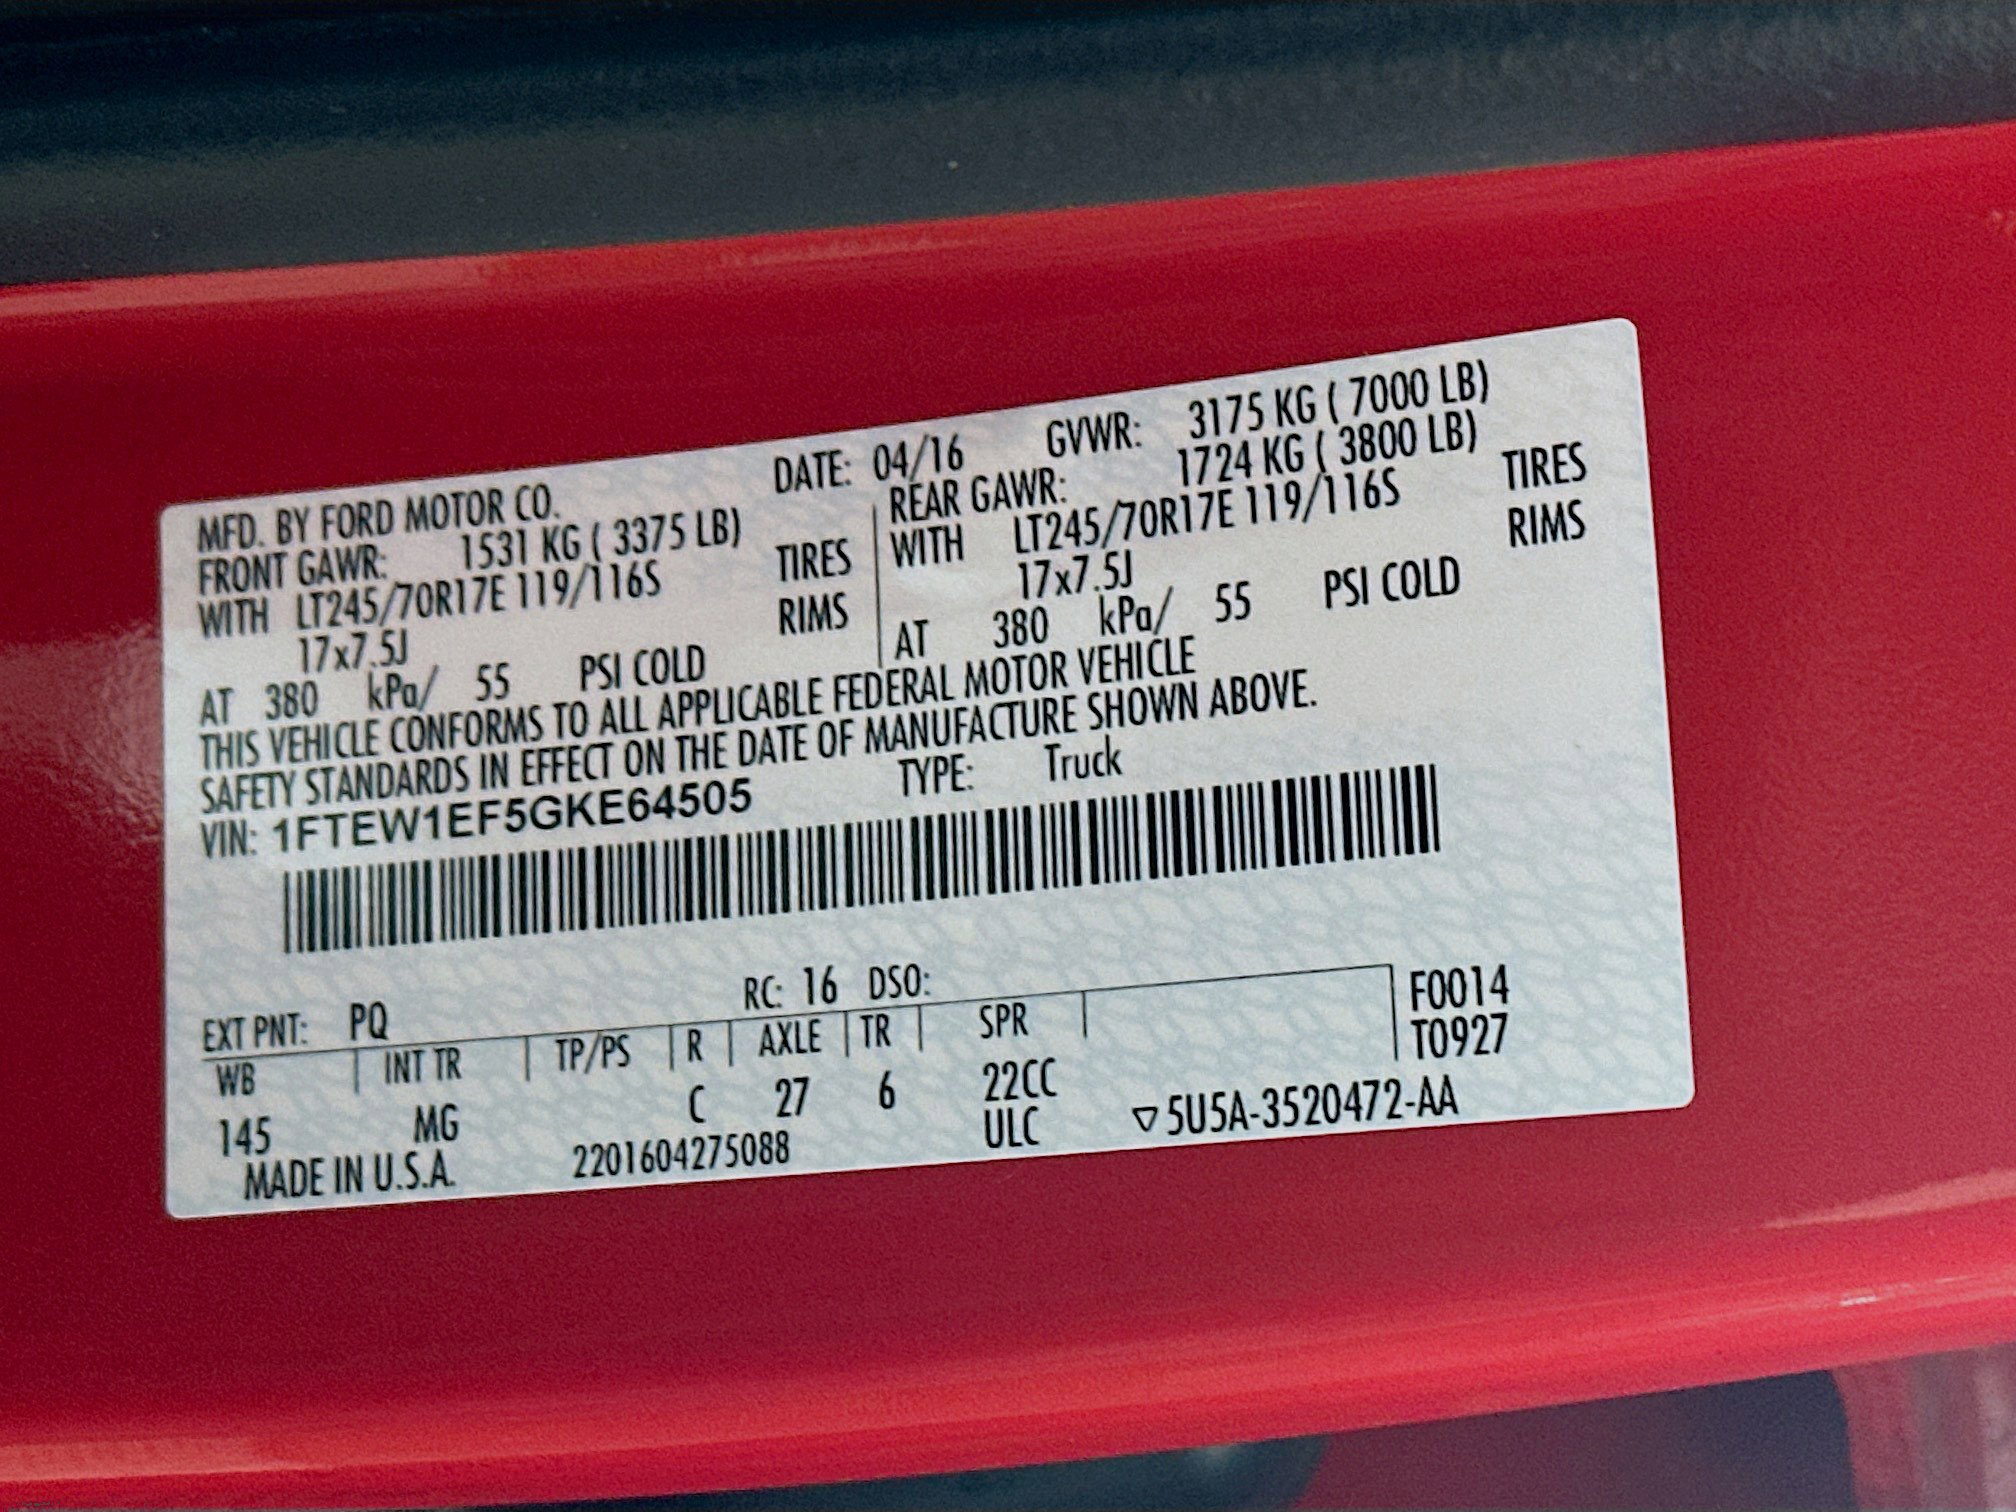 MFD. BY FORD MOTOR CO. DATE: 04/16 GVWR: 3175 KG ( 7000 LB)
FRONT GAWR: 1531 KG ( 3375 LB) REAR GAWR: 1724 KG ( 3800 LB)
WITH LT245/70R17E 119/116S TIRES WITH LT245/70R17E 119/116S TIRES
17x7.5J RIMS 17x7.5J RIMS
AT 380 kPa/ 55 PSI COLD AT 380 kPa/ 55 PSI COLD
THIS VEHICLE CONFORMS TO ALL APPLICABLE FEDERAL MOTOR VEHICLE
SAFETY STANDARDS IN EFFECT ON THE DATE OF MANUFACTURE SHOWN ABOVE.
VIN: 1FTEW1EF5GKE64505 TYPE: Truck
EXT PNT: PQ RC: 16 DSO: F0014
WB INT TR TP/PS R AXLE TR SPR T0927
145 MG C 27 6 22CC
ULC ▽5U5A-3520472-AA
MADE IN U.S.A. 2201604275088